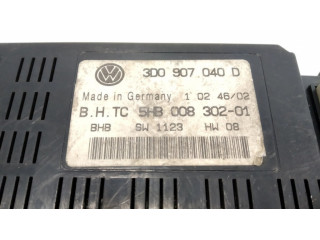 3D0 907 040 D
Made in Germany 1 02 46/02
B.H.TC 5HB 008 302-01
BHB SW 1123 HW 08